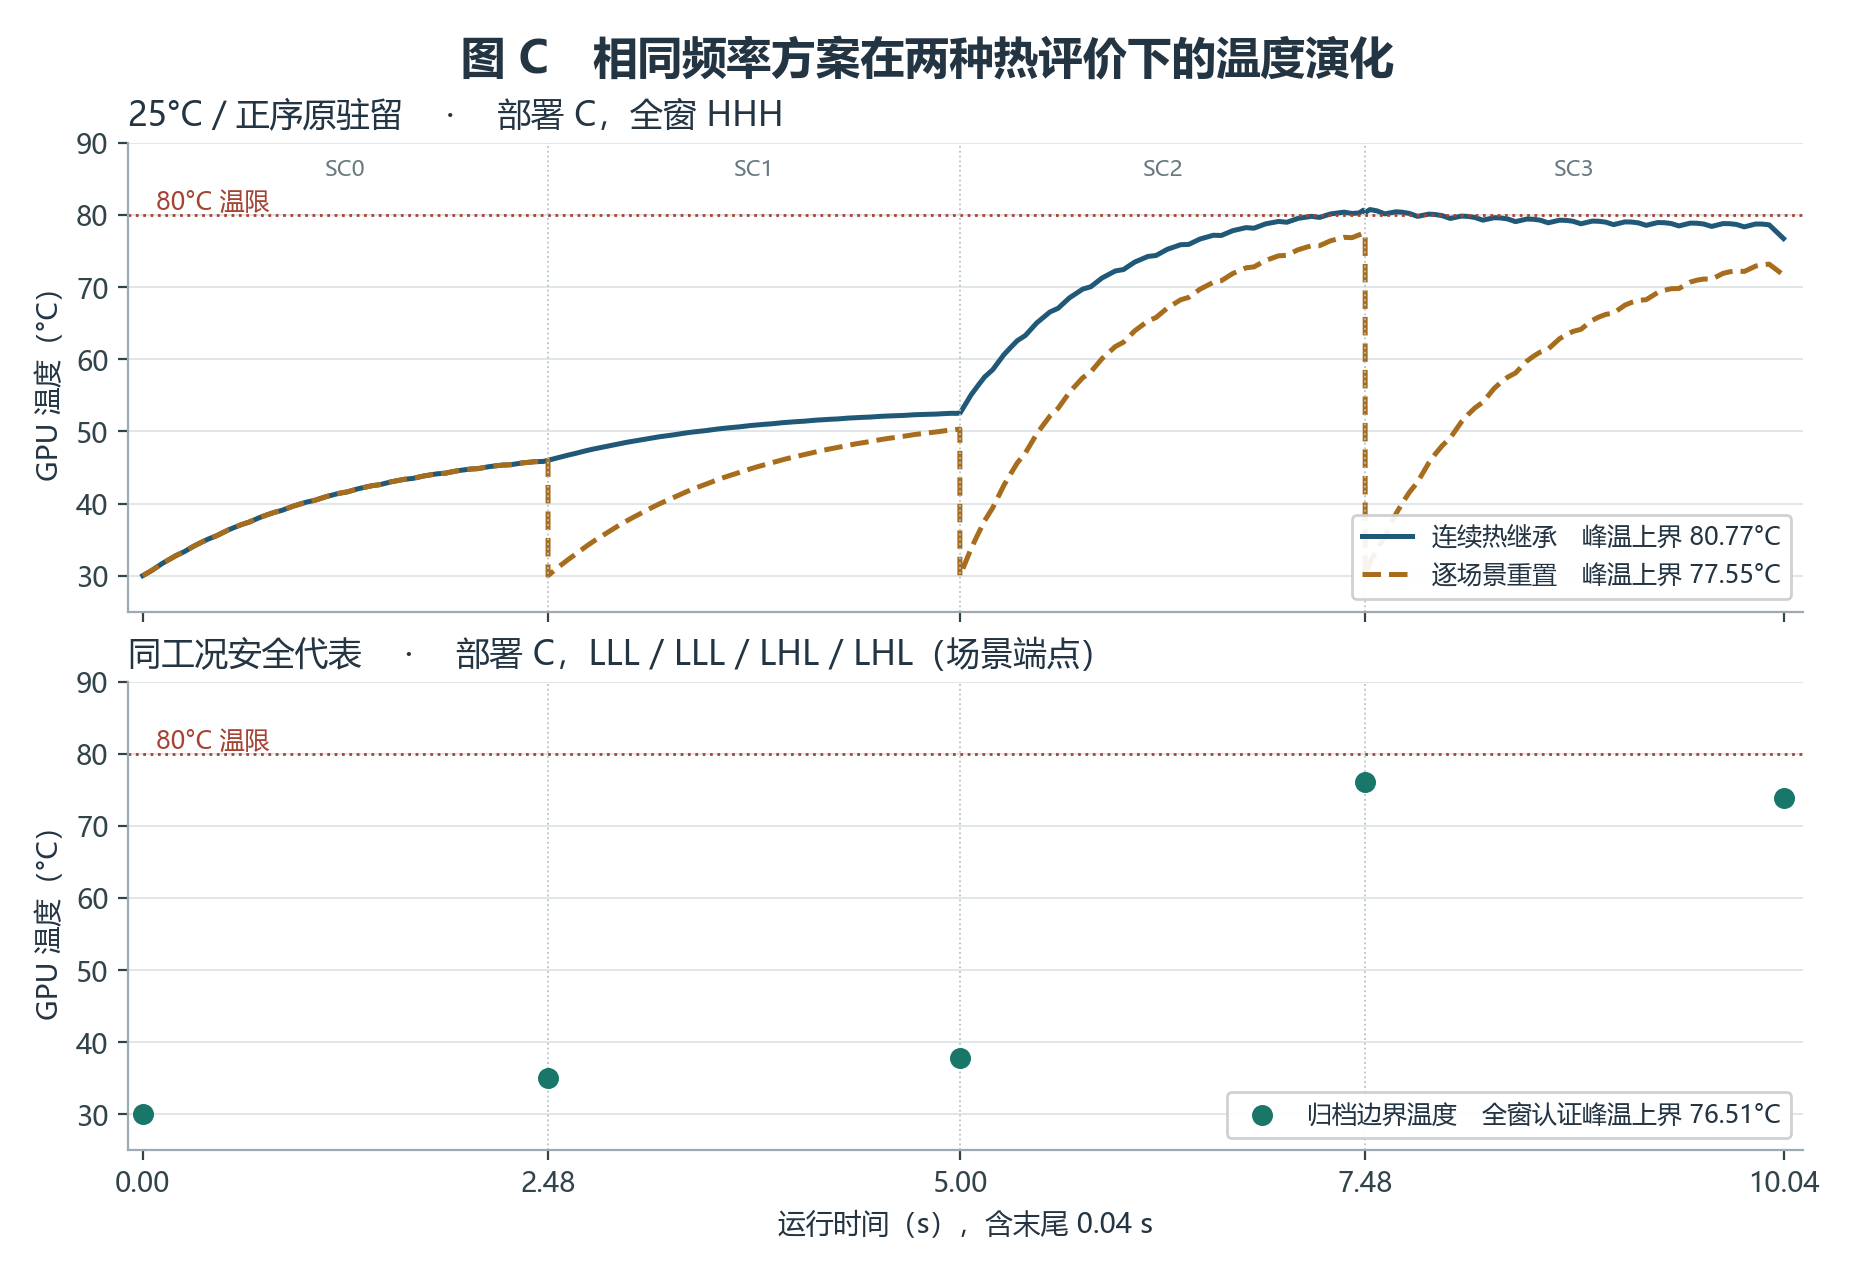 图 C　相同频率方案在两种热评价下的温度演化
25°C / 正序原驻留　·　部署 C，全窗 HHH
SC0 SC1 SC2 SC3
80°C 温限
GPU 温度（°C）
90
80
70
60
50
40
30
连续热继承　峰温上界 80.77°C
逐场景重置　峰温上界 77.55°C
同工况安全代表　·　部署 C，LLL / LLL / LHL / LHL（场景端点）
80°C 温限
GPU 温度（°C）
90
80
70
60
50
40
30
归档边界温度　全窗认证峰温上界 76.51°C
0.00 2.48 5.00 7.48 10.04
运行时间（s），含末尾 0.04 s